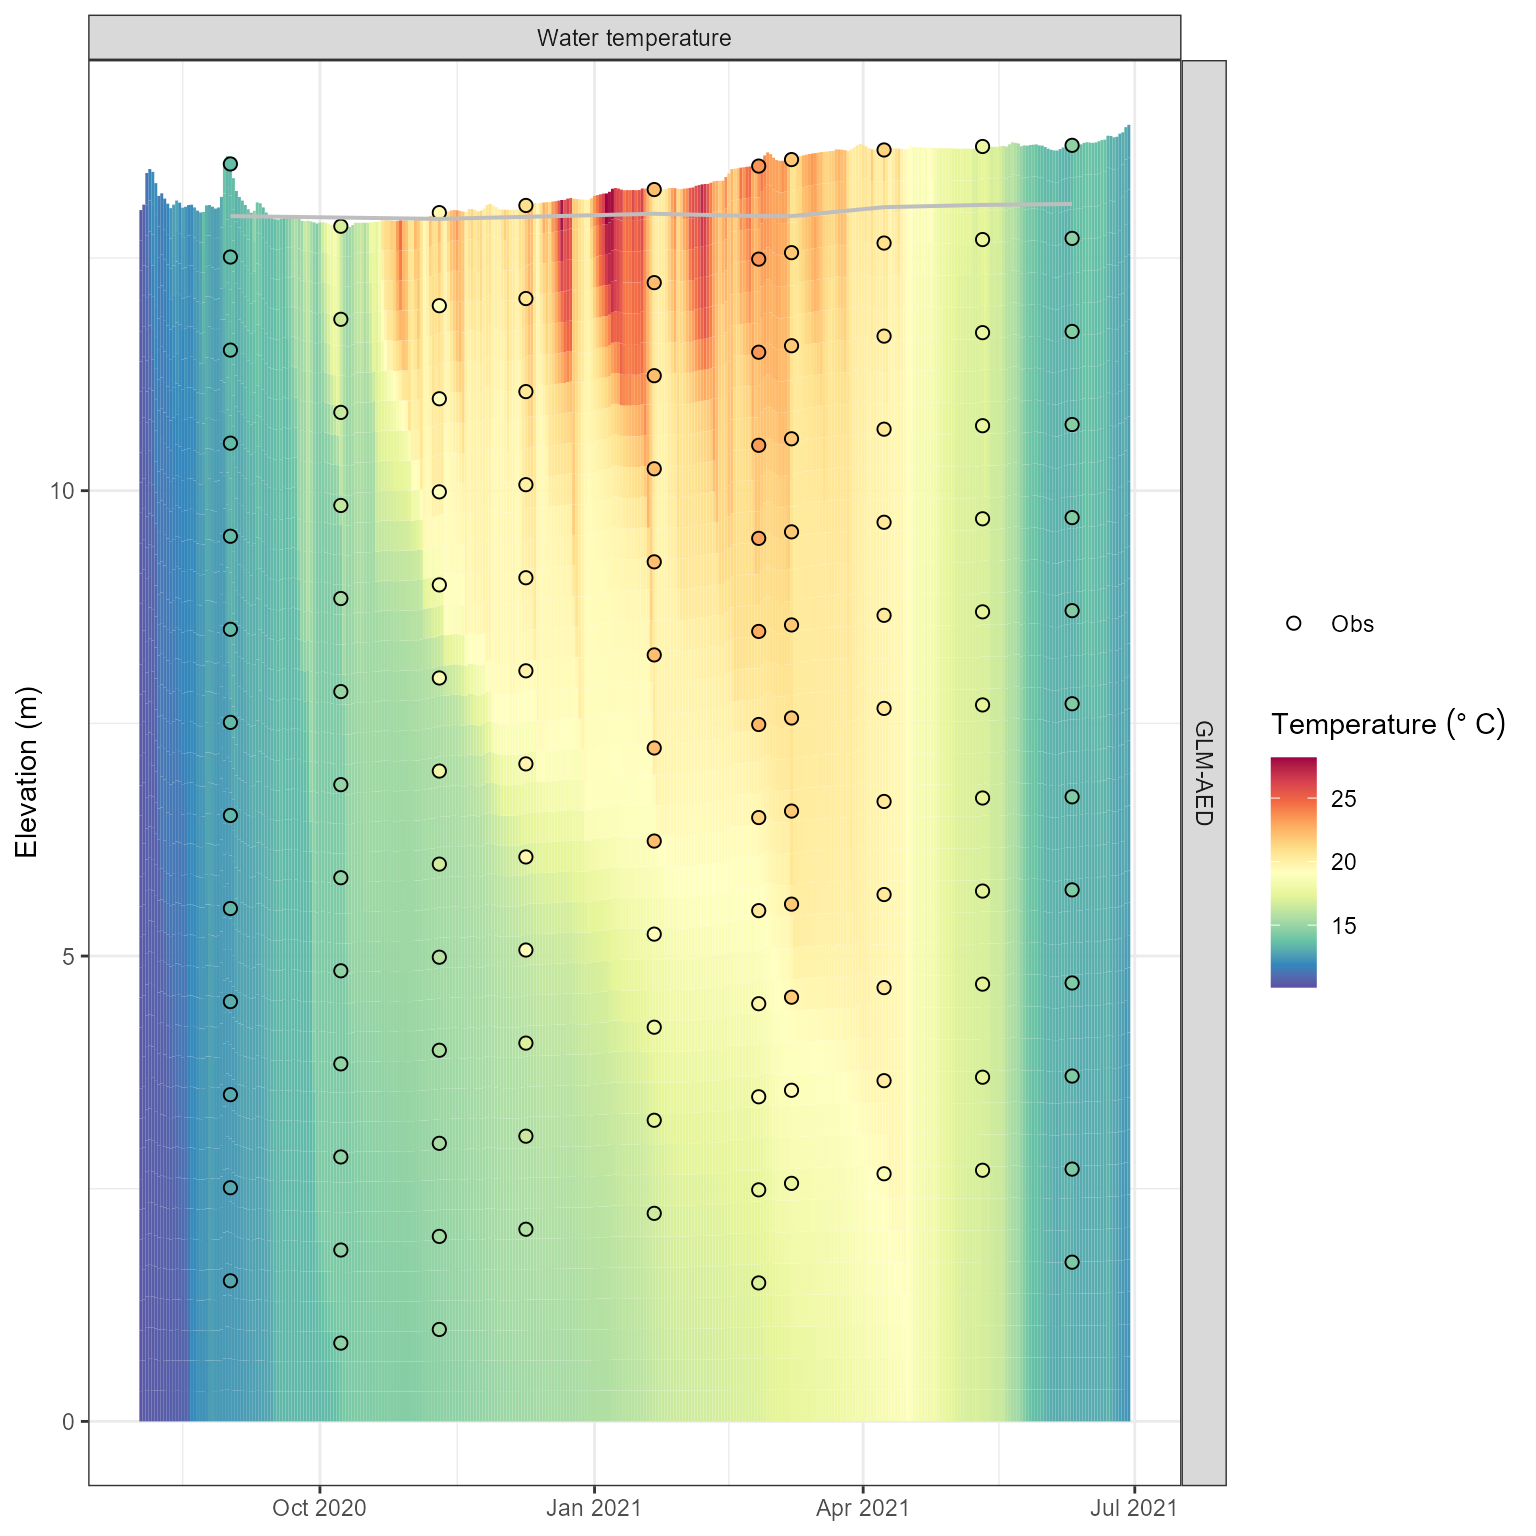 Water temperature
GLM-AED
Elevation (m)
10
5
0
Oct 2020
Jan 2021
Apr 2021
Jul 2021
Obs
Temperature (° C)
25
20
15